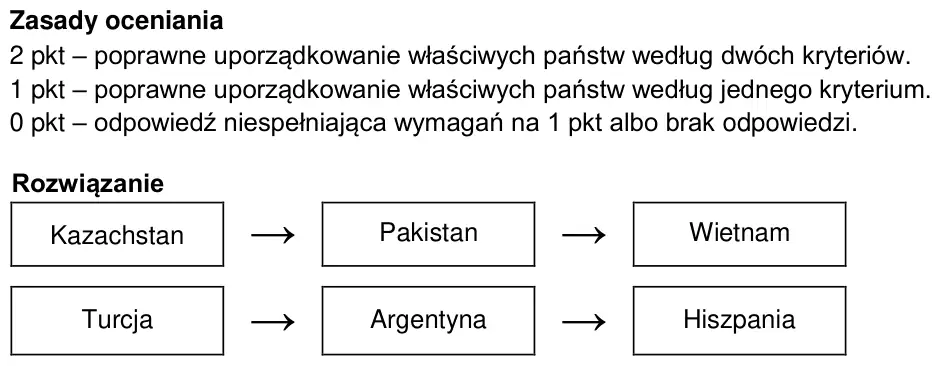 Zasady oceniania
2 pkt – poprawne uporządkowanie właściwych państw według dwóch kryteriów.
1 pkt – poprawne uporządkowanie właściwych państw według jednego kryterium.
0 pkt – odpowiedź niespełniająca wymagań na 1 pkt albo brak odpowiedzi.
Rozwiązanie
Kazachstan → Pakistan → Wietnam
Turcja → Argentyna → Hiszpania